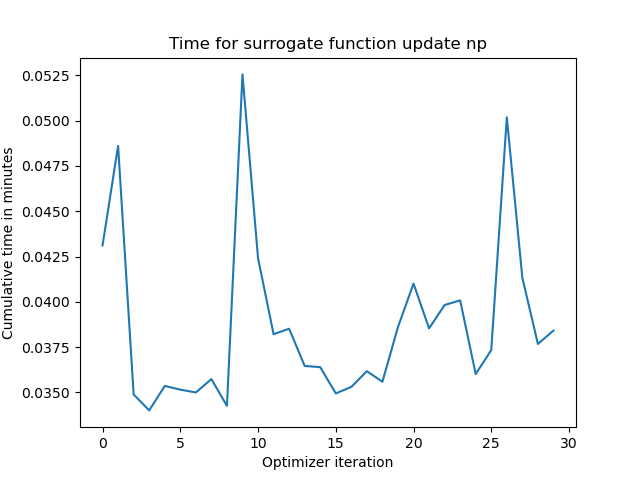 Time for surrogate function update np
0.0525
0.0500
0.0475
0.0450
0.0425
0.0400
0.0375
0.0350
Cumulative time in minutes
0 5 10 15 20 25 30
Optimizer iteration